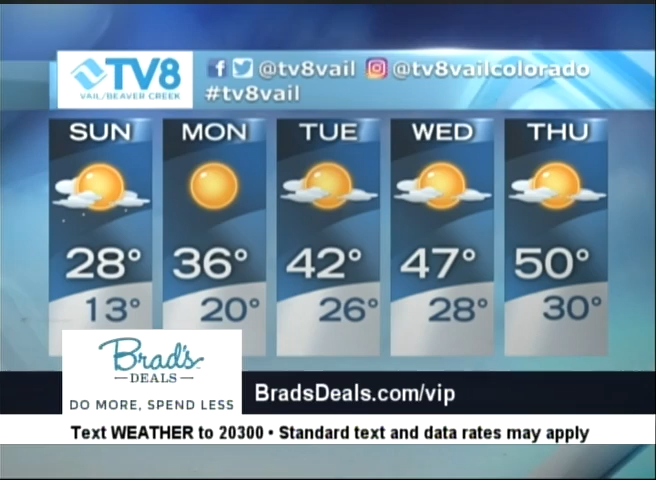 TV8
VAIL/BEAVER CREEK
@tv8vail @tv8vailcolorado
#tv8vail
SUN MON TUE WED THU
28° 36° 42° 47° 50°
13° 20° 26° 28° 30°
Brad's
DEALS
DO MORE, SPEND LESS
BradsDeals.com/vip
Text WEATHER to 20300 • Standard text and data rates may apply